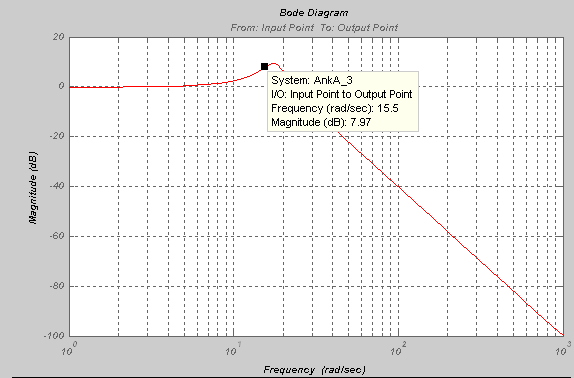 Bode Diagram
From: Input Point To: Output Point
20
0
-20
-40
-60
-80
-100
Magnitude (dB)
System: AnkA_3
I/O: Input Point to Output Point
Frequency (rad/sec): 15.5
Magnitude (dB): 7.97
10^0
10^1
10^2
10^3
Frequency (rad/sec)